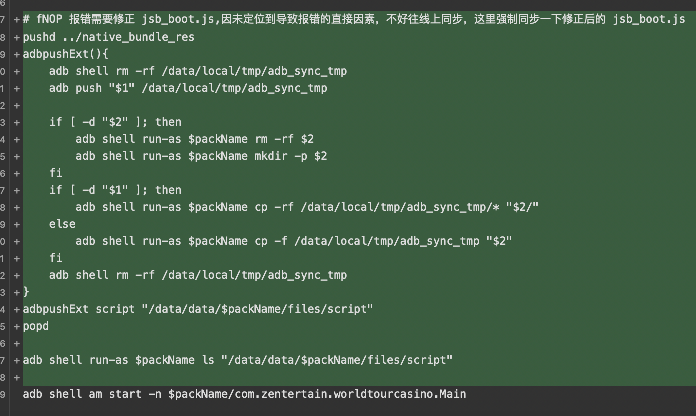 6
7 + # fNOP 报错需要修正 jsb_boot.js,因未定位到导致报错的直接因素，不好往线上同步，这里强制同步一下修正后的 jsb_boot.js
8 + pushd ../native_bundle_res
9 + adbpushExt(){
0 +     adb shell rm -rf /data/local/tmp/adb_sync_tmp
1 +     adb push "$1" /data/local/tmp/adb_sync_tmp
2 +
3 +     if [ -d "$2" ]; then
4 +         adb shell run-as $packName rm -rf $2
5 +         adb shell run-as $packName mkdir -p $2
6 +     fi
7 +     if [ -d "$1" ]; then
8 +         adb shell run-as $packName cp -rf /data/local/tmp/adb_sync_tmp/* "$2/"
9 +     else
0 +         adb shell run-as $packName cp -f /data/local/tmp/adb_sync_tmp "$2"
1 +     fi
2 +     adb shell rm -rf /data/local/tmp/adb_sync_tmp
3 + }
4 + adbpushExt script "/data/data/$packName/files/script"
5 + popd
6 +
7 + adb shell run-as $packName ls "/data/data/$packName/files/script"
8 +
9   adb shell am start -n $packName/com.zentertain.worldtourcasino.Main